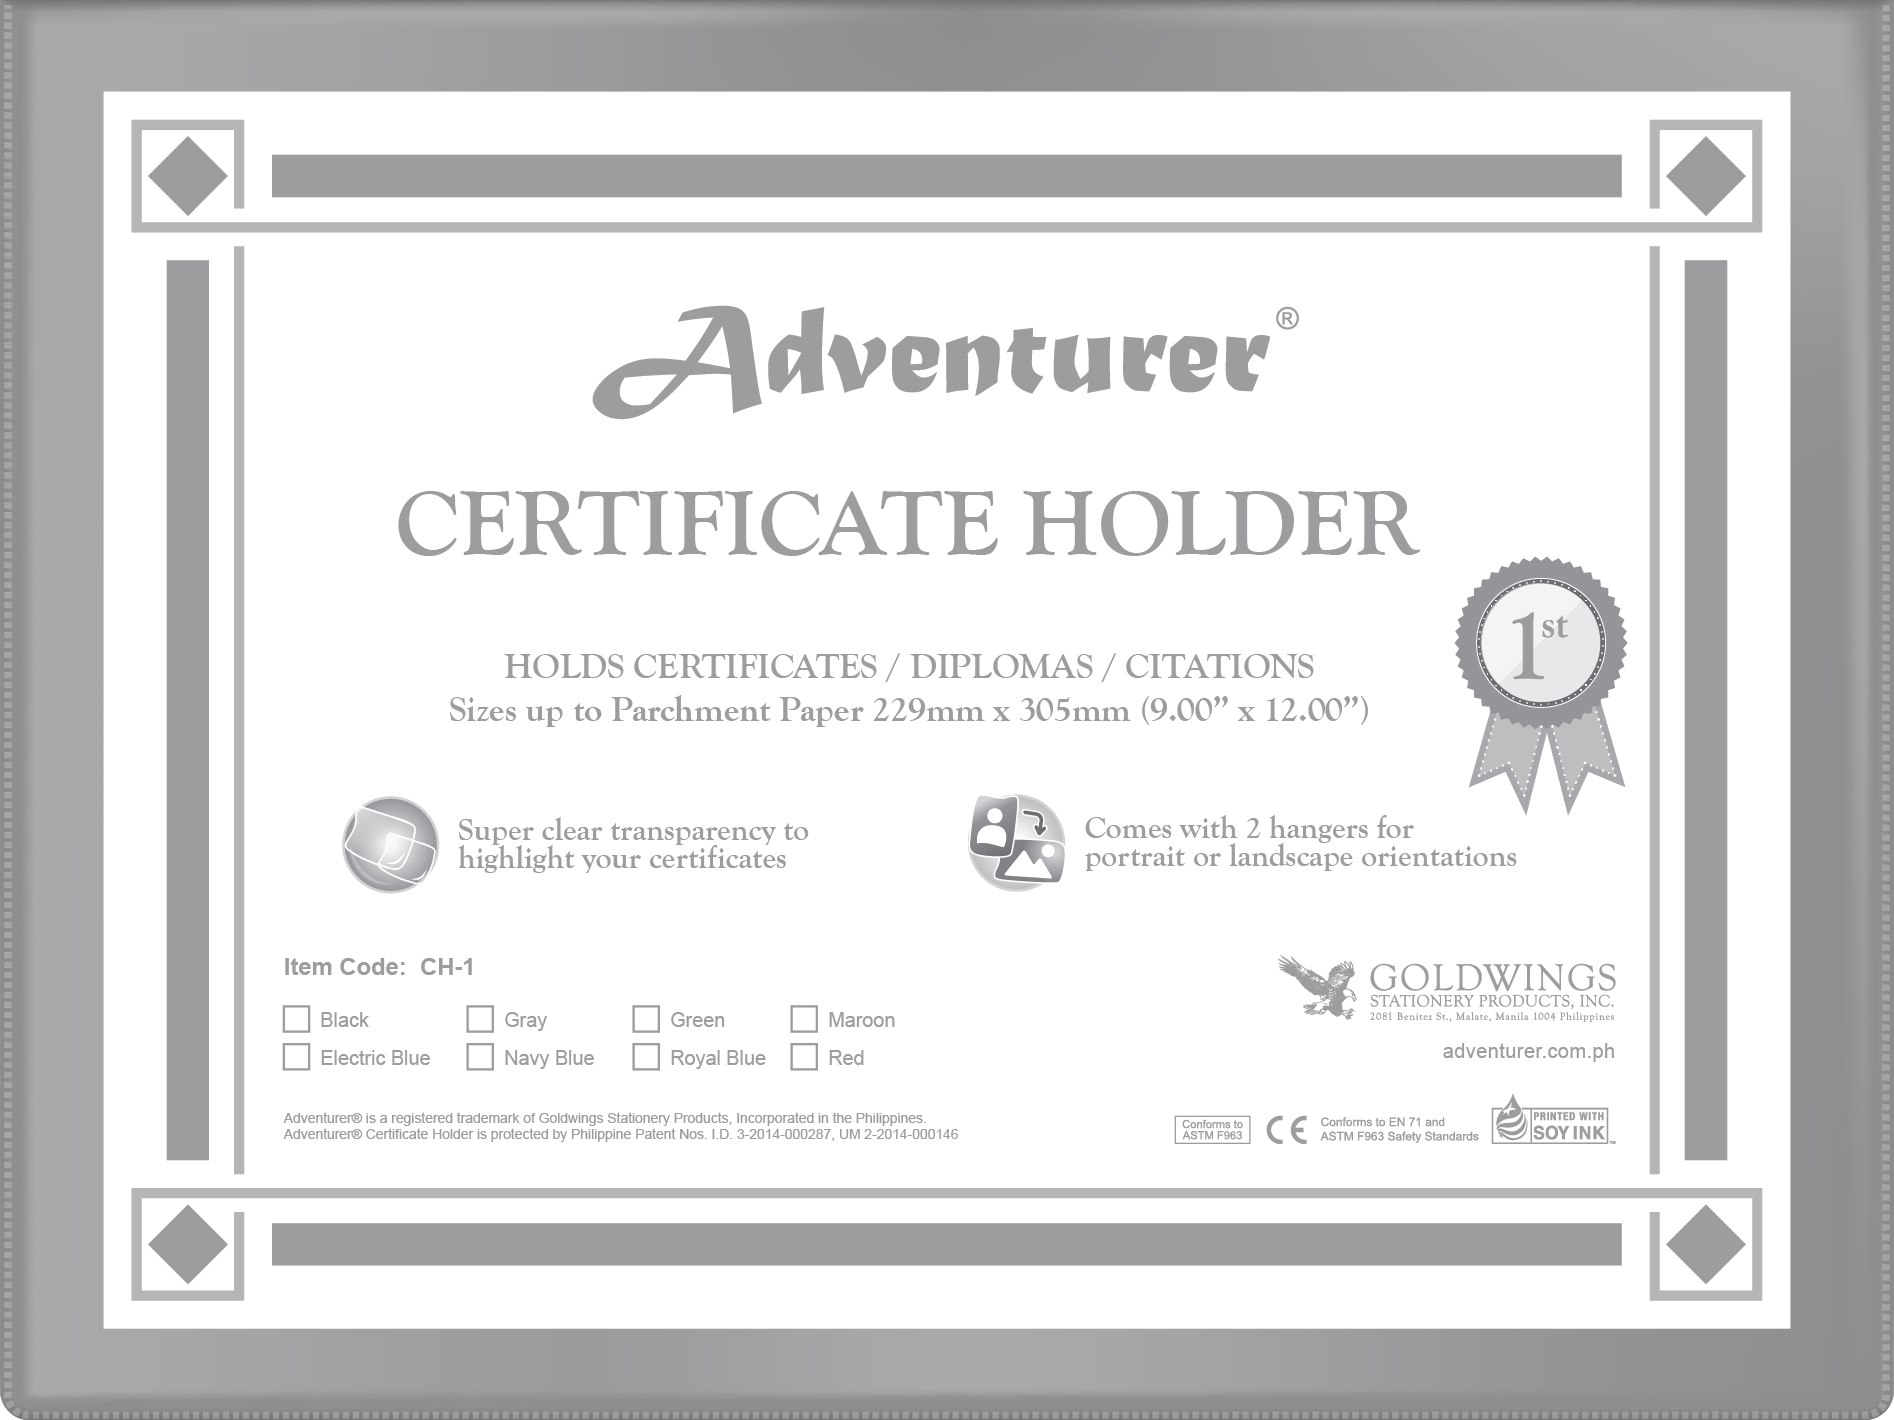 Adventurer®
CERTIFICATE HOLDER
1st
HOLDS CERTIFICATES / DIPLOMAS / CITATIONS
Sizes up to Parchment Paper 229mm x 305mm (9.00” x 12.00”)
Super clear transparency to
highlight your certificates
Comes with 2 hangers for
portrait or landscape orientations
Item Code: CH-1
Black Gray Green Maroon
Electric Blue Navy Blue Royal Blue Red
GOLDWINGS
STATIONERY PRODUCTS, INC.
2081 Benitez St., Malate, Manila 1004 Philippines
adventurer.com.ph
Adventurer® is a registered trademark of Goldwings Stationery Products, Incorporated in the Philippines.
Adventurer® Certificate Holder is protected by Philippine Patent Nos. I.D. 3-2014-000287, UM 2-2014-000146
Conforms to
ASTM F963
CE
Conforms to EN 71 and
ASTM F963 Safety Standards
PRINTED WITH
SOY INK™